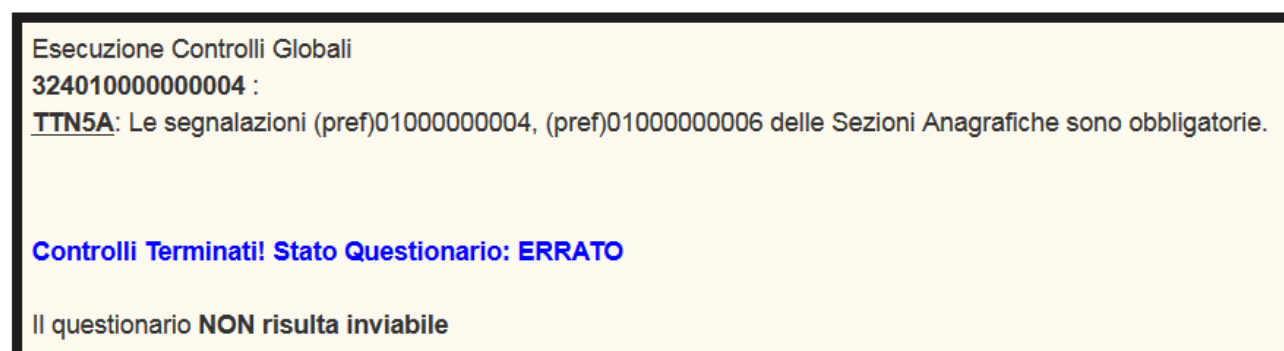 Esecuzione Controlli Globali
324010000000004 :
TTN5A: Le segnalazioni (pref)01000000004, (pref)01000000006 delle Sezioni Anagrafiche sono obbligatorie.
Controlli Terminati! Stato Questionario: ERRATO
Il questionario NON risulta inviabile